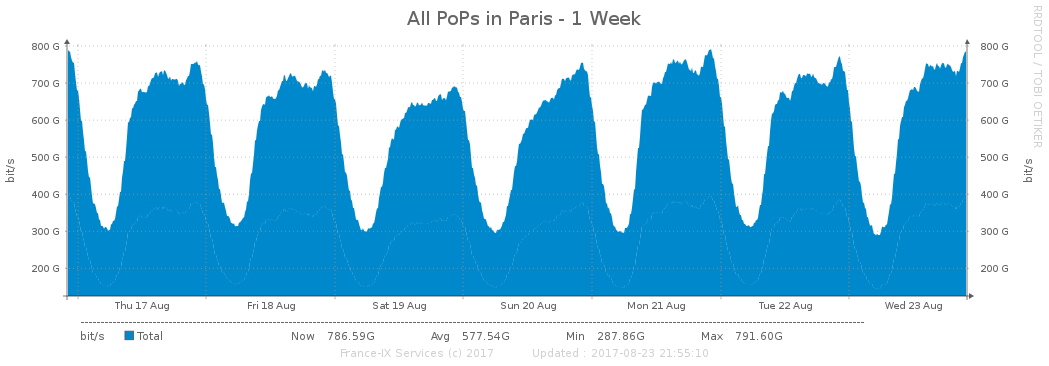 All PoPs in Paris - 1 Week
RRDTOOL / TOBI OETIKER
800 G 800 G
700 G 700 G
600 G 600 G
500 G 500 G
400 G 400 G
300 G 300 G
200 G 200 G
bit/s bit/s
Thu 17 Aug Fri 18 Aug Sat 19 Aug Sun 20 Aug Mon 21 Aug Tue 22 Aug Wed 23 Aug
bit/s Total Now 786.59G Avg 577.54G Min 287.86G Max 791.60G
France-IX Services (c) 2017 Updated : 2017-08-23 21:55:10